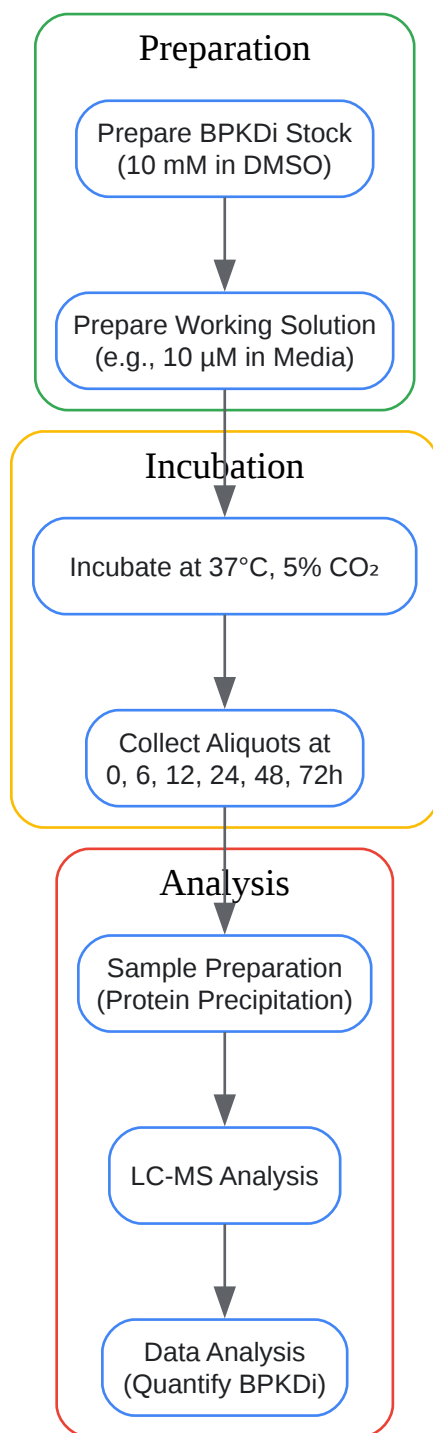 Preparation
Prepare BPKDi Stock
(10 mM in DMSO)
Prepare Working Solution
(e.g., 10 µM in Media)
Incubation
Incubate at 37°C, 5% CO₂
Collect Aliquots at
0, 6, 12, 24, 48, 72h
Analysis
Sample Preparation
(Protein Precipitation)
LC-MS Analysis
Data Analysis
(Quantify BPKDi)